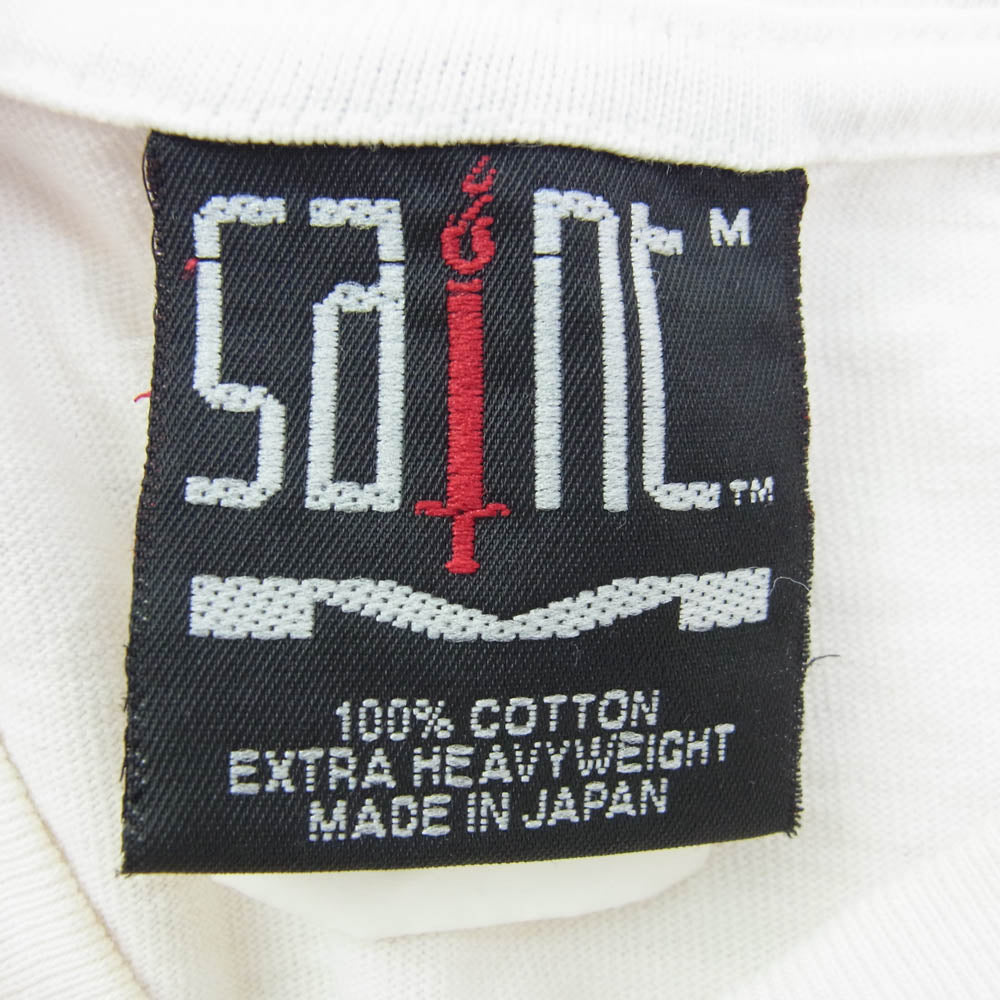 saint M
™
100% COTTON
EXTRA HEAVYWEIGHT
MADE IN JAPAN